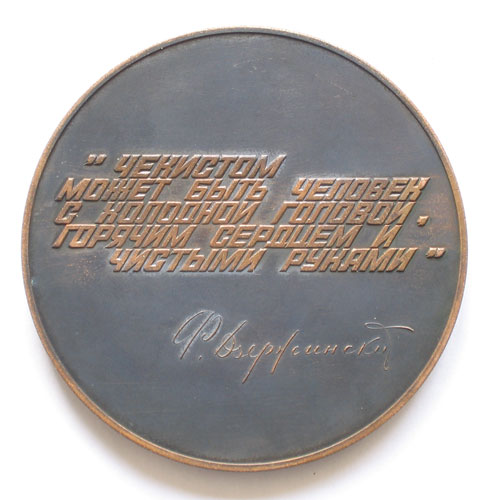 " ЧЕКИСТОМ
МОЖЕТ БЫТЬ ЧЕЛОВЕК
С ХОЛОДНОЙ ГОЛОВОЙ,
ГОРЯЧИМ СЕРДЦЕМ И
ЧИСТЫМИ РУКАМИ "
Ф. Дзержинский